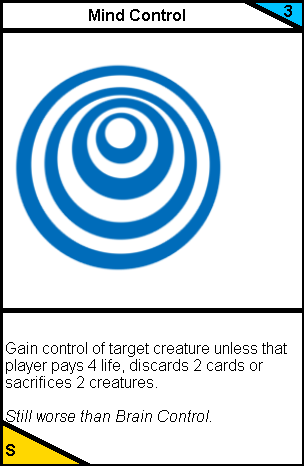 Mind Control
3
Gain control of target creature unless that
player pays 4 life, discards 2 cards or
sacrifices 2 creatures.
Still worse than Brain Control.
S